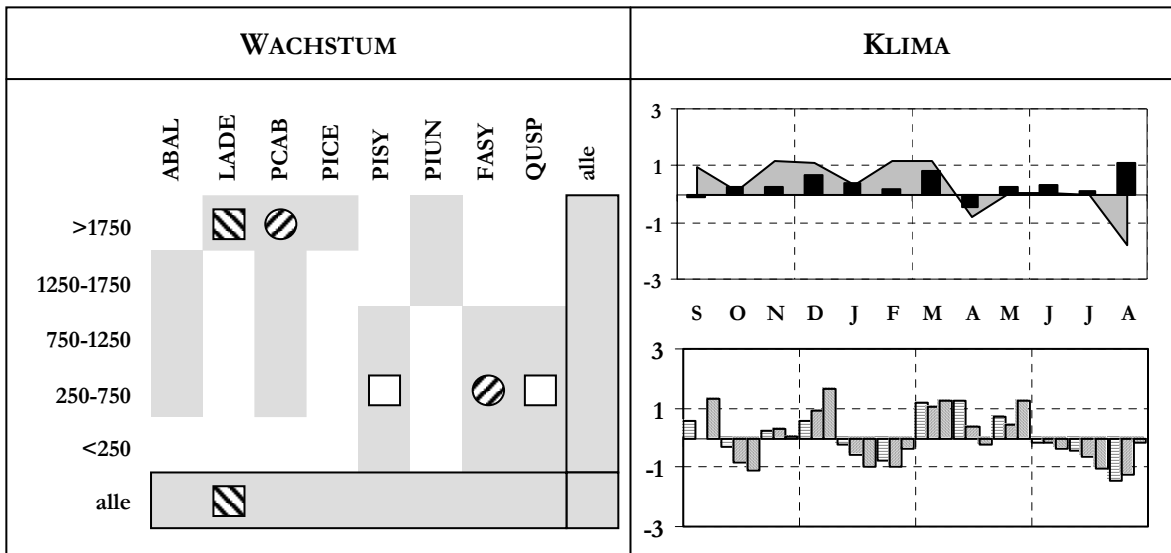 WACHSTUM
KLIMA
ABAL LADE PCAB PICE PISY PIUN FASY QUSP alle
>1750
1250-1750
750-1250
250-750
<250
alle
3
1
-1
-3
S O N D J F M A M J J A
3
1
-1
-3